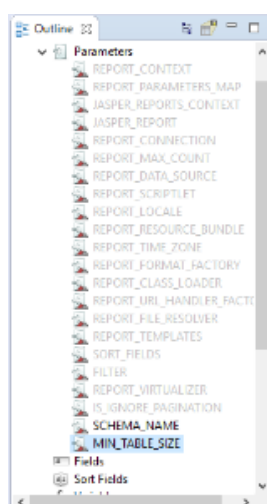 Outline
Parameters
REPORT_CONTEXT
REPORT_PARAMETERS_MAP
JASPER_REPORTS_CONTEXT
JASPER_REPORT
REPORT_CONNECTION
REPORT_MAX_COUNT
REPORT_DATA_SOURCE
REPORT_SCRIPTLET
REPORT_LOCALE
REPORT_RESOURCE_BUNDLE
REPORT_TIME_ZONE
REPORT_FORMAT_FACTORY
REPORT_CLASS_LOADER
REPORT_URL_HANDLER_FACTO
REPORT_FILE_RESOLVER
REPORT_TEMPLATES
SORT_FIELDS
FILTER
REPORT_VIRTUALIZER
IS_IGNORE_PAGINATION
SCHEMA_NAME
MIN_TABLE_SIZE
Fields
Sort Fields